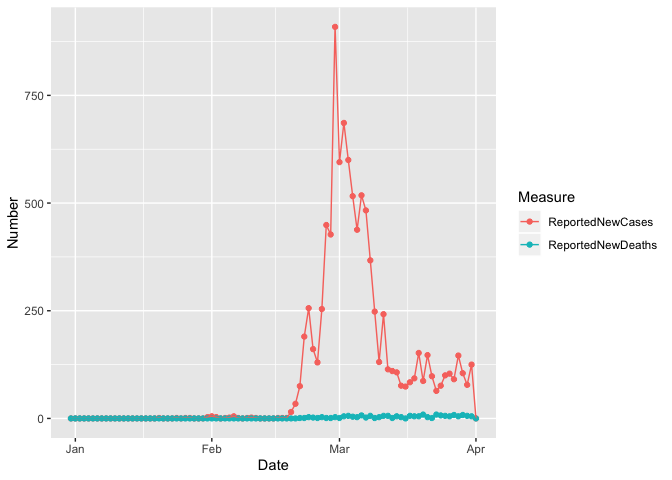 Number
750
500
250
0
Jan
Feb
Mar
Apr
Date
Measure
ReportedNewCases
ReportedNewDeaths